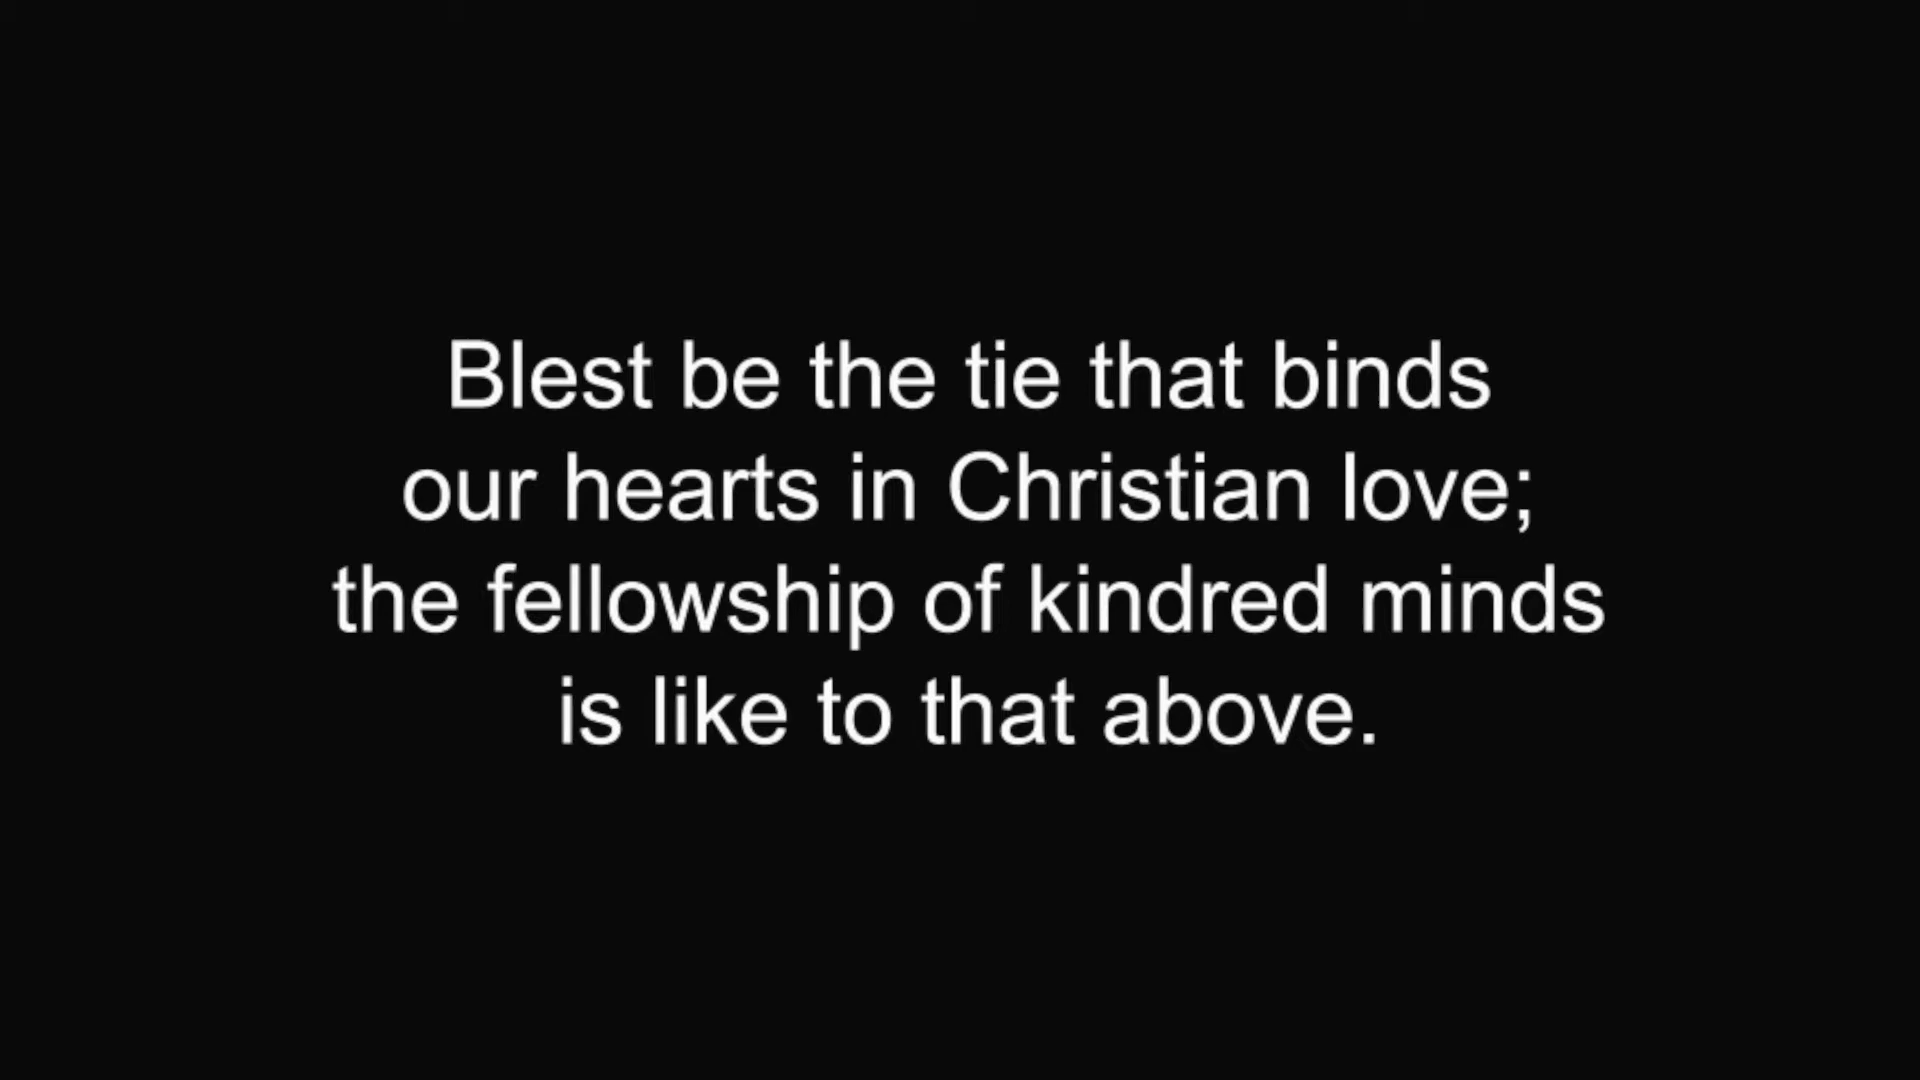 Blest be the tie that binds
our hearts in Christian love;
the fellowship of kindred minds
is like to that above.